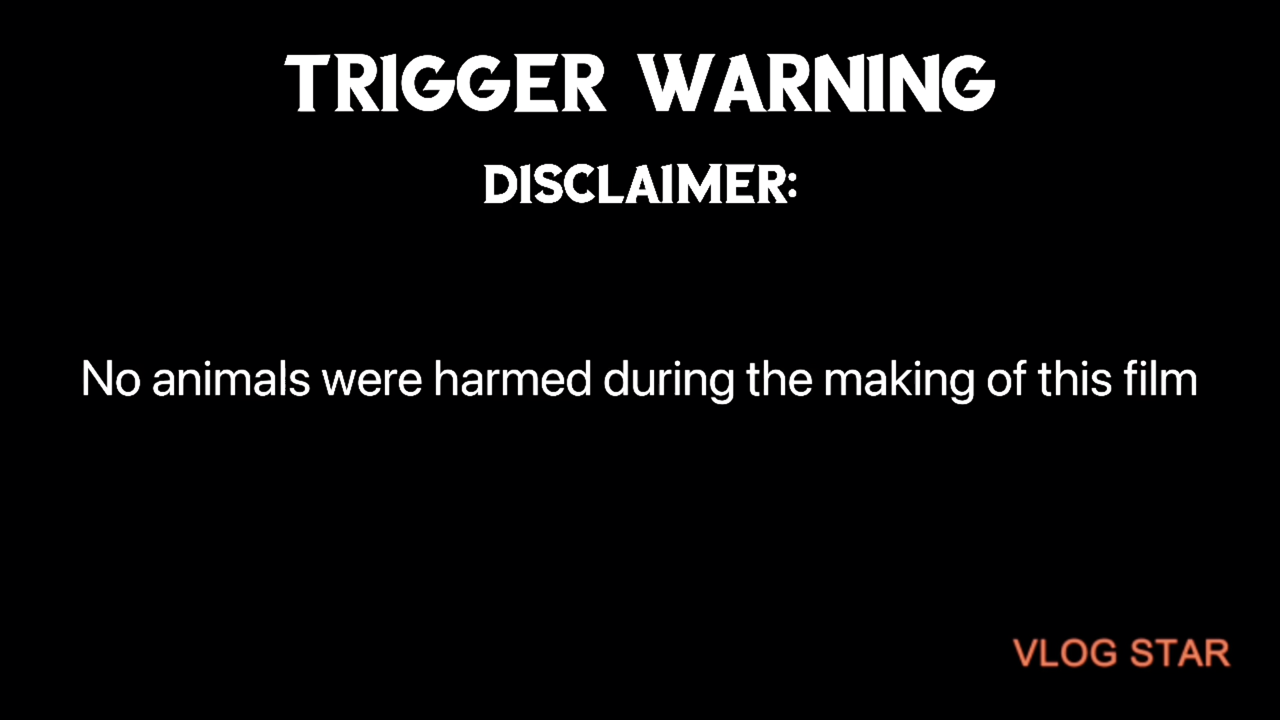 TRIGGER WARNING
DISCLAIMER:
No animals were harmed during the making of this film
VLOG STAR